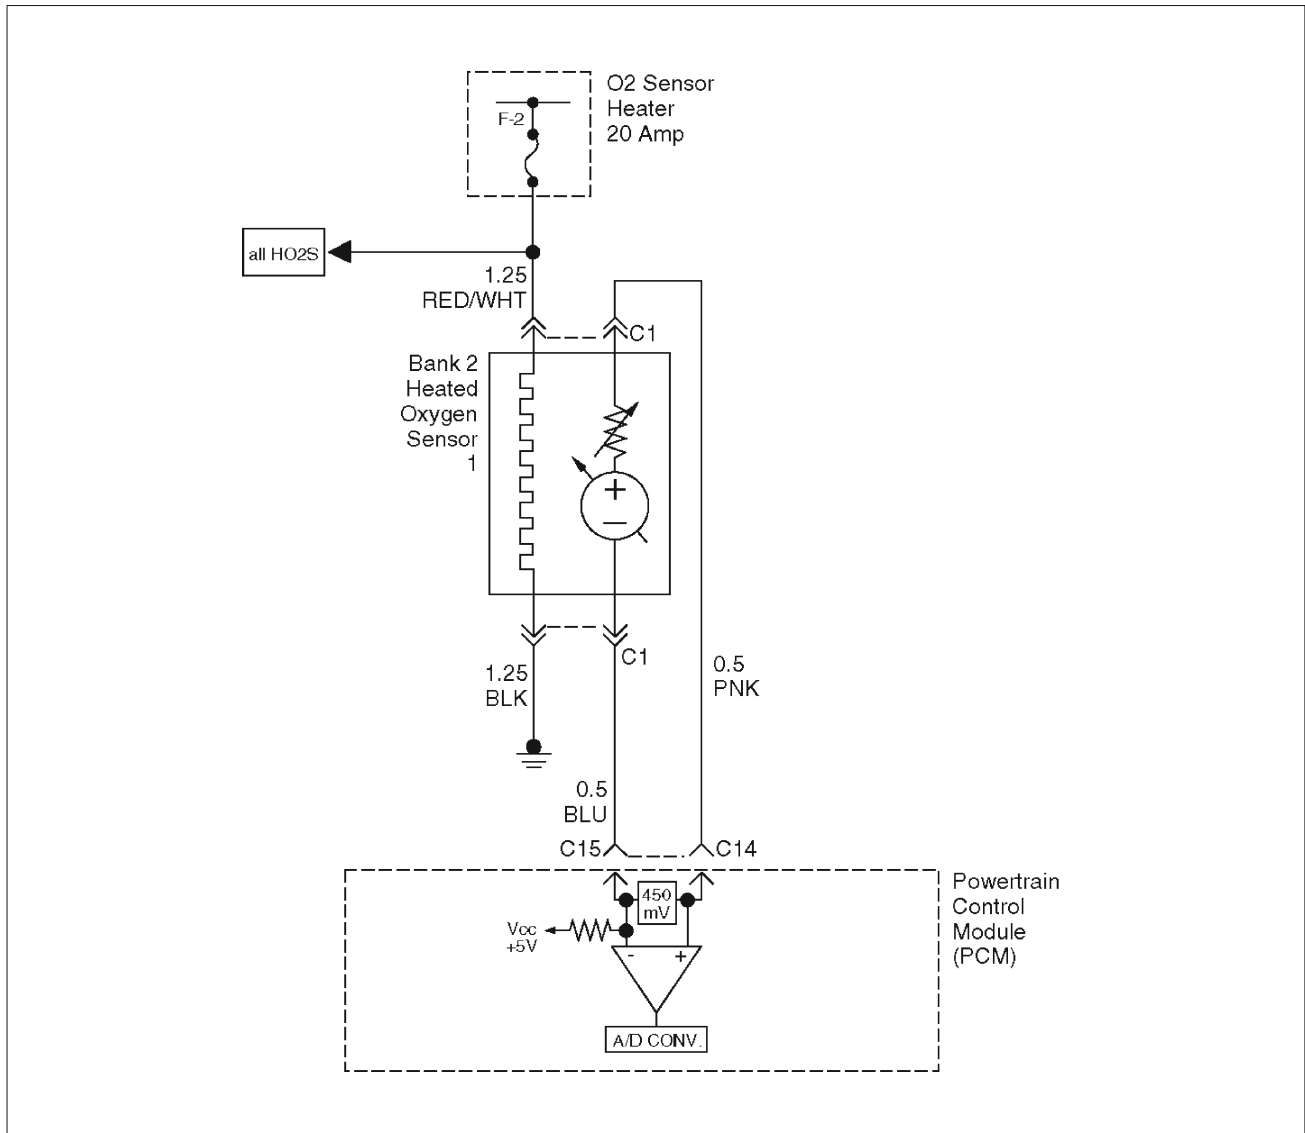 O2 Sensor
Heater
20 Amp
F-2
all HO2S
1.25
RED/WHT
C1
Bank 2
Heated
Oxygen
Sensor
1
+
–
C1
1.25
BLK
0.5
PNK
0.5
BLU
C15
C14
Powertrain
Control
Module
(PCM)
450
mV
Vcc
+5V
- +
A/D CONV.